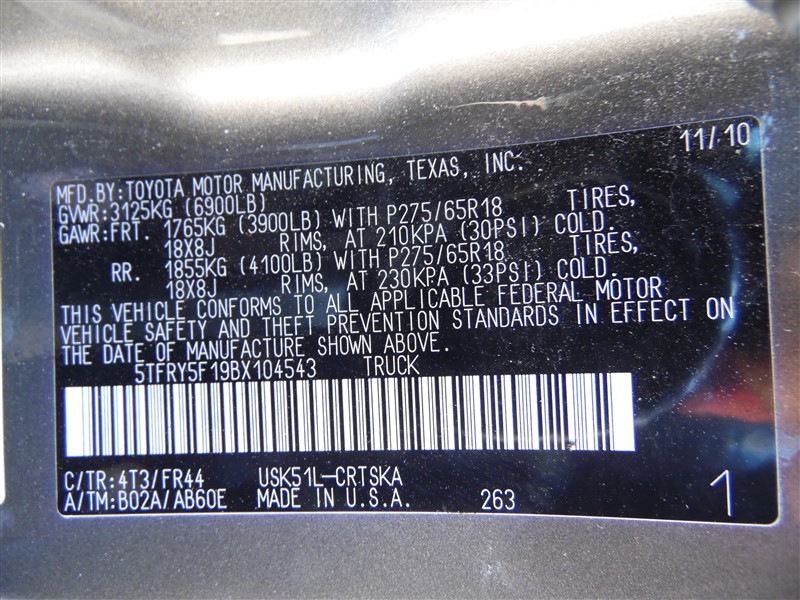 11/10
MFD.BY:TOYOTA MOTOR MANUFACTURING, TEXAS, INC.
GVWR:3125KG (6900LB)
GAWR:FRT. 1765KG (3900LB) WITH P275/65R18 TIRES,
18X8J RIMS, AT 210KPA (30PSI) COLD.
RR. 1855KG (4100LB) WITH P275/65R18 TIRES,
18X8J RIMS, AT 230KPA (33PSI) COLD.
THIS VEHICLE CONFORMS TO ALL APPLICABLE FEDERAL MOTOR
VEHICLE SAFETY AND THEFT PREVENTION STANDARDS IN EFFECT ON
THE DATE OF MANUFACTURE SHOWN ABOVE.
5TFRY5F19BX104543 TRUCK
C/TR:4T3/FR44 USK51L-CRTSKA
A/TM:B02A/AB60E MADE IN U.S.A. 263 1